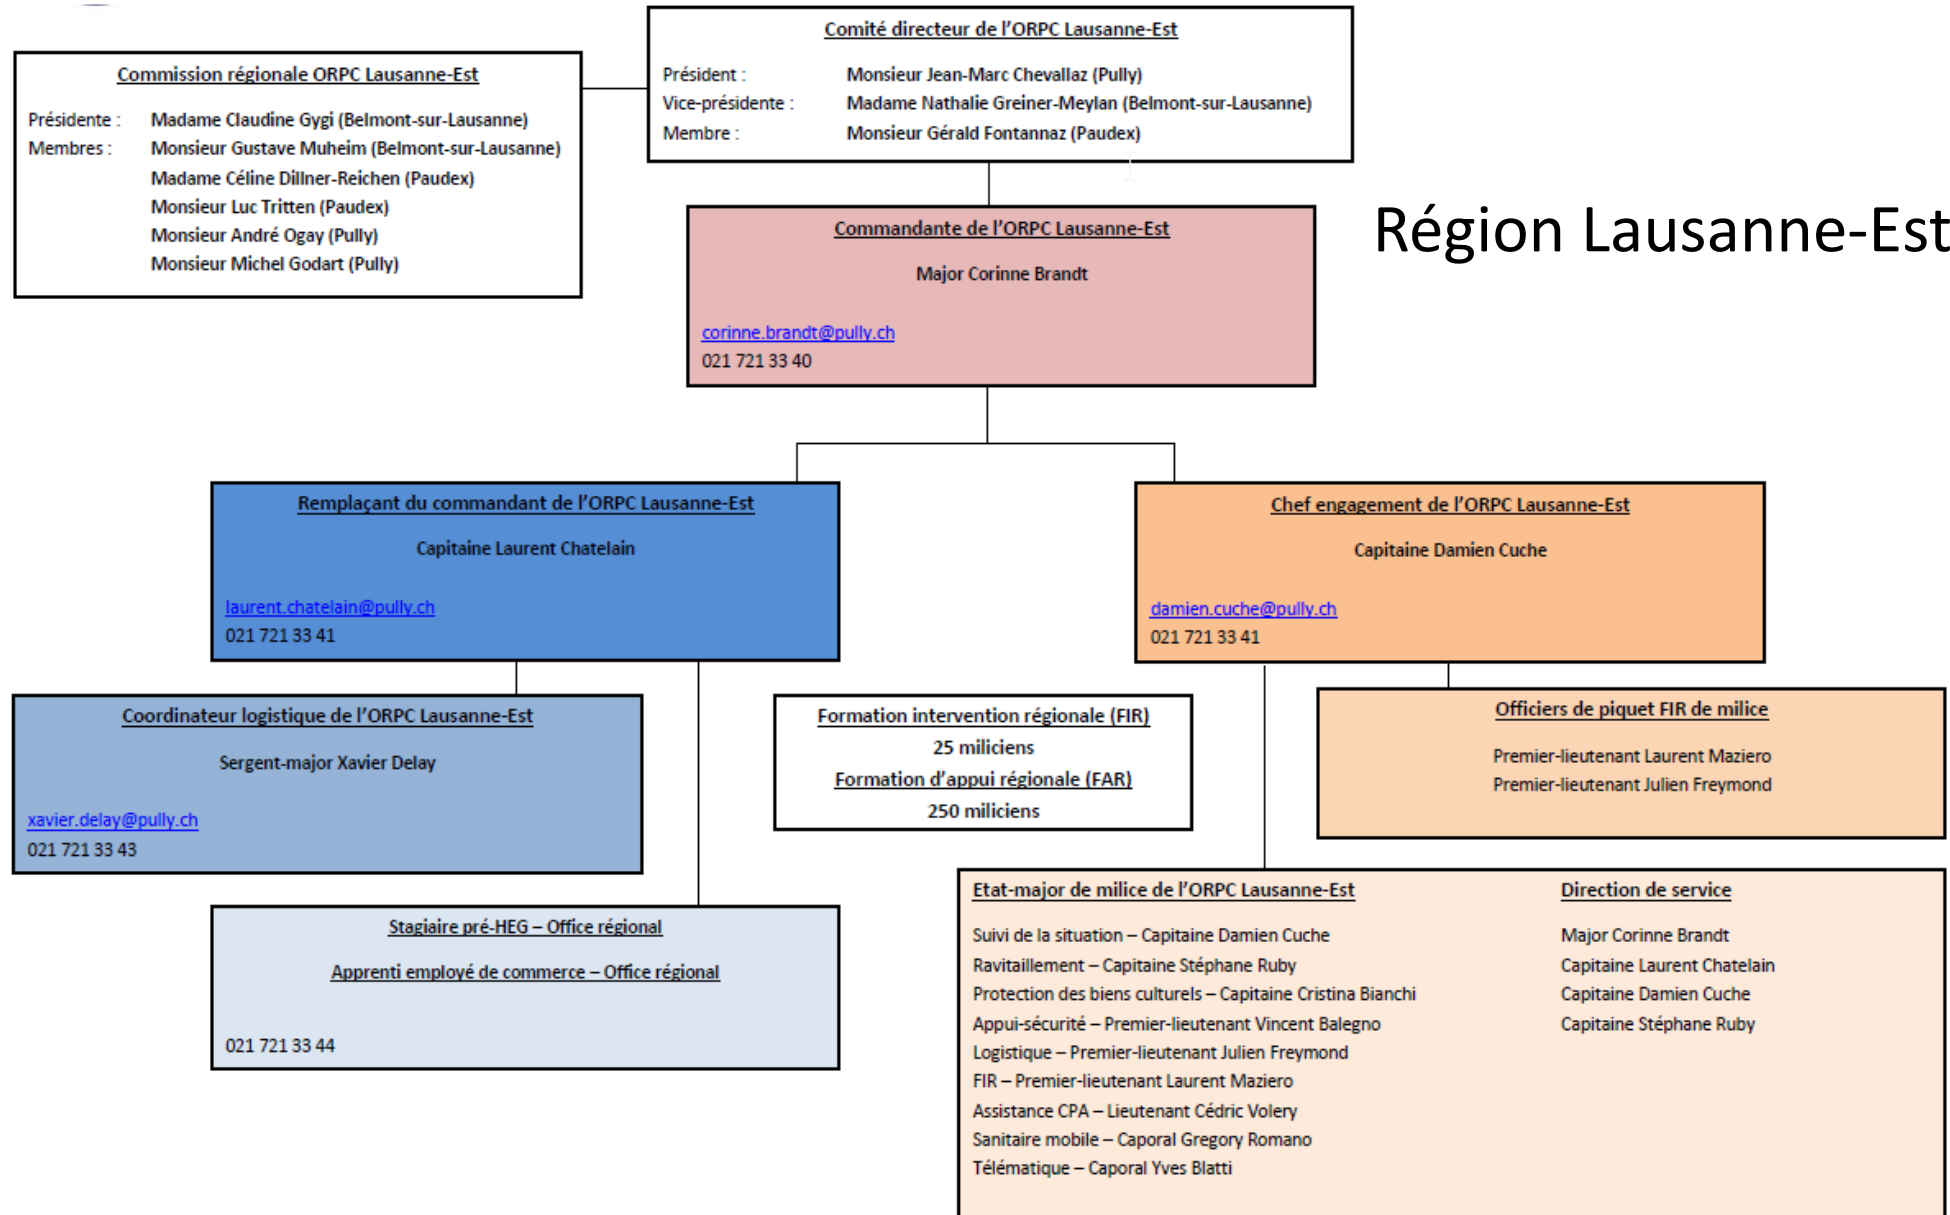 Comité directeur de l'ORPC Lausanne-Est
Président : Monsieur Jean-Marc Chevallaz (Pully)
Vice-présidente : Madame Nathalie Greiner-Meylan (Belmont-sur-Lausanne)
Membre : Monsieur Gérald Fontannaz (Paudex)
Commission régionale ORPC Lausanne-Est
Présidente : Madame Claudine Gygi (Belmont-sur-Lausanne)
Membres : Monsieur Gustave Muheim (Belmont-sur-Lausanne)
Madame Céline Dillner-Reichen (Paudex)
Monsieur Luc Tritten (Paudex)
Monsieur André Ogay (Pully)
Monsieur Michel Godart (Pully)
Région Lausanne-Est
Commandante de l'ORPC Lausanne-Est
Major Corinne Brandt
corinne.brandt@pully.ch
021 721 33 40
Remplaçant du commandant de l'ORPC Lausanne-Est
Capitaine Laurent Chatelain
laurent.chatelain@pully.ch
021 721 33 41
Chef engagement de l'ORPC Lausanne-Est
Capitaine Damien Cuche
damien.cuche@pully.ch
021 721 33 41
Coordinateur logistique de l'ORPC Lausanne-Est
Sergent-major Xavier Delay
xavier.delay@pully.ch
021 721 33 43
Formation intervention régionale (FIR)
25 miliciens
Formation d'appui régionale (FAR)
250 miliciens
Officiers de piquet FIR de milice
Premier-lieutenant Laurent Maziero
Premier-lieutenant Julien Freymond
Stagiaire pré-HEG – Office régional
Apprenti employé de commerce – Office régional
021 721 33 44
Etat-major de milice de l'ORPC Lausanne-Est
Suivi de la situation – Capitaine Damien Cuche
Ravitaillement – Capitaine Stéphane Ruby
Protection des biens culturels – Capitaine Cristina Bianchi
Appui-sécurité – Premier-lieutenant Vincent Balegno
Logistique – Premier-lieutenant Julien Freymond
FIR – Premier-lieutenant Laurent Maziero
Assistance CPA – Lieutenant Cédric Volery
Sanitaire mobile – Caporal Gregory Romano
Télématique – Caporal Yves Blatti
Direction de service
Major Corinne Brandt
Capitaine Laurent Chatelain
Capitaine Damien Cuche
Capitaine Stéphane Ruby